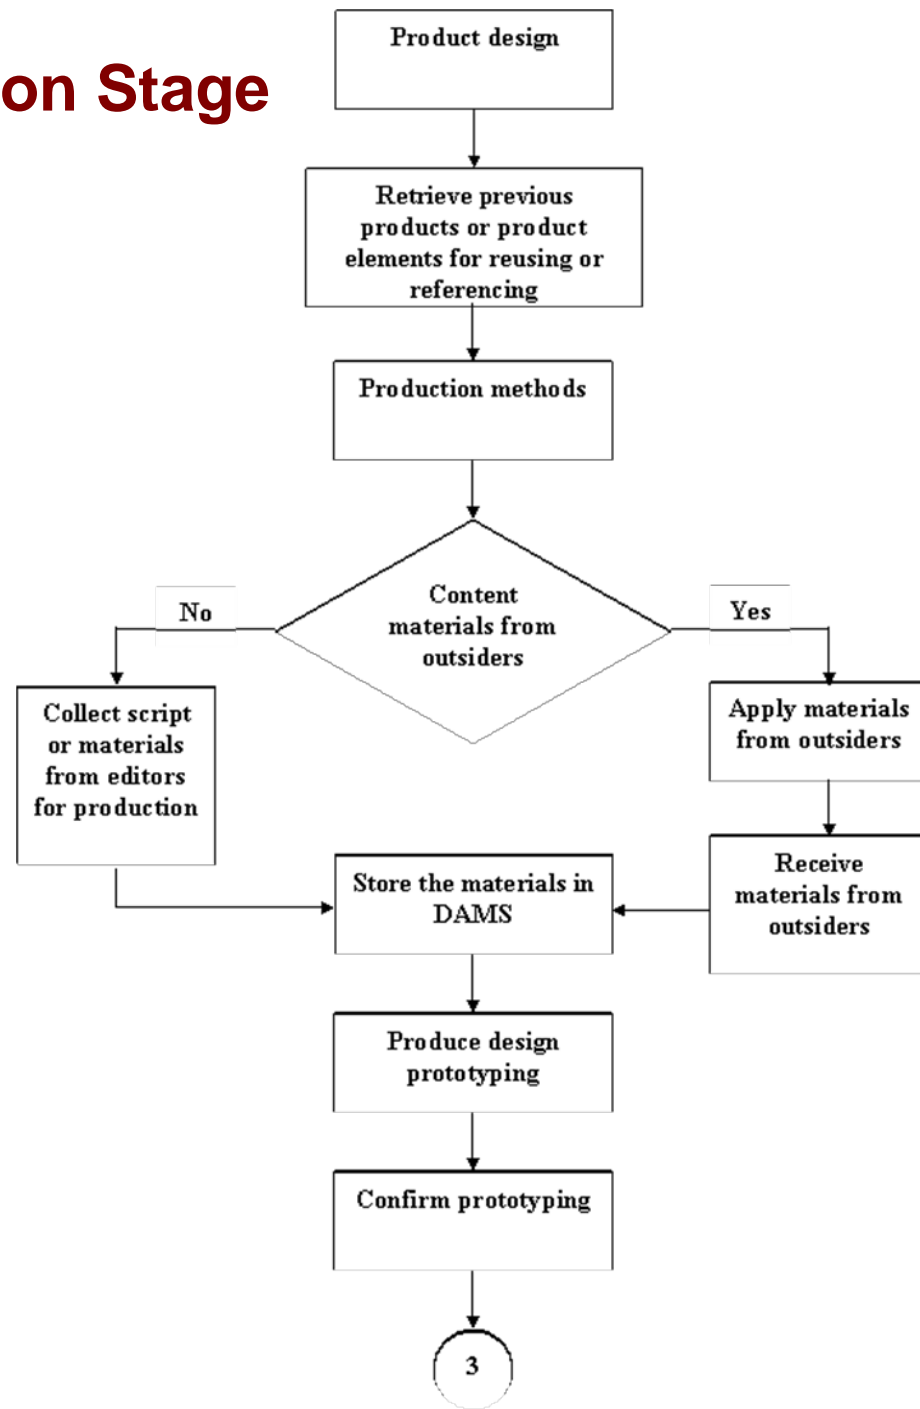 Product design
on Stage
Retrieve previous
products or product
elements for reusing or
referencing
Production methods
Content
materials from
outsiders
No
Yes
Collect script
or materials
from editors
for production
Apply materials
from outsiders
Receive
materials from
outsiders
Store the materials in
DAMS
Produce design
prototyping
Confirm prototyping
3